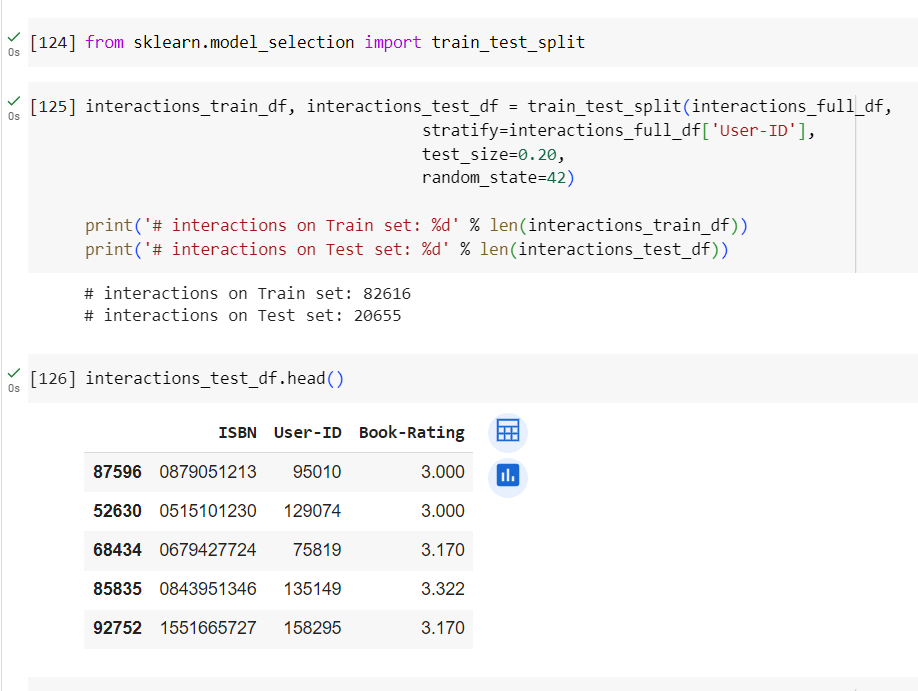 [124] from sklearn.model_selection import train_test_split
0s
[125] interactions_train_df, interactions_test_df = train_test_split(interactions_full_df,
0s
stratify=interactions_full_df['User-ID'],
test_size=0.20,
random_state=42)
print('# interactions on Train set: %d' % len(interactions_train_df))
print('# interactions on Test set: %d' % len(interactions_test_df))
# interactions on Train set: 82616
# interactions on Test set: 20655
[126] interactions_test_df.head()
0s
ISBN User-ID Book-Rating
87596 0879051213 95010 3.000
52630 0515101230 129074 3.000
68434 0679427724 75819 3.170
85835 0843951346 135149 3.322
92752 1551665727 158295 3.170